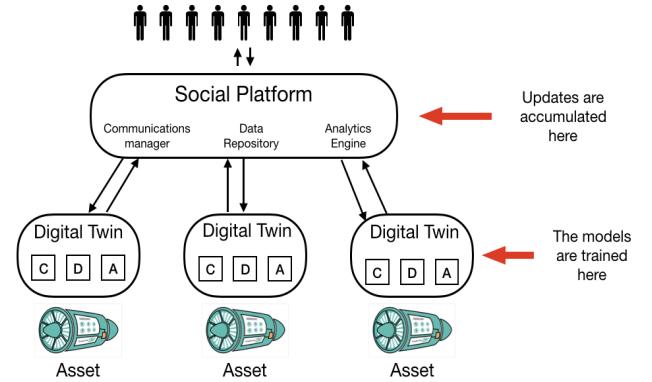 Social Platform
Communications manager
Data Repository
Analytics Engine
Updates are
accumulated
here
Digital Twin
C D A
Digital Twin
C D A
Digital Twin
C D A
The models
are trained
here
Asset
Asset
Asset